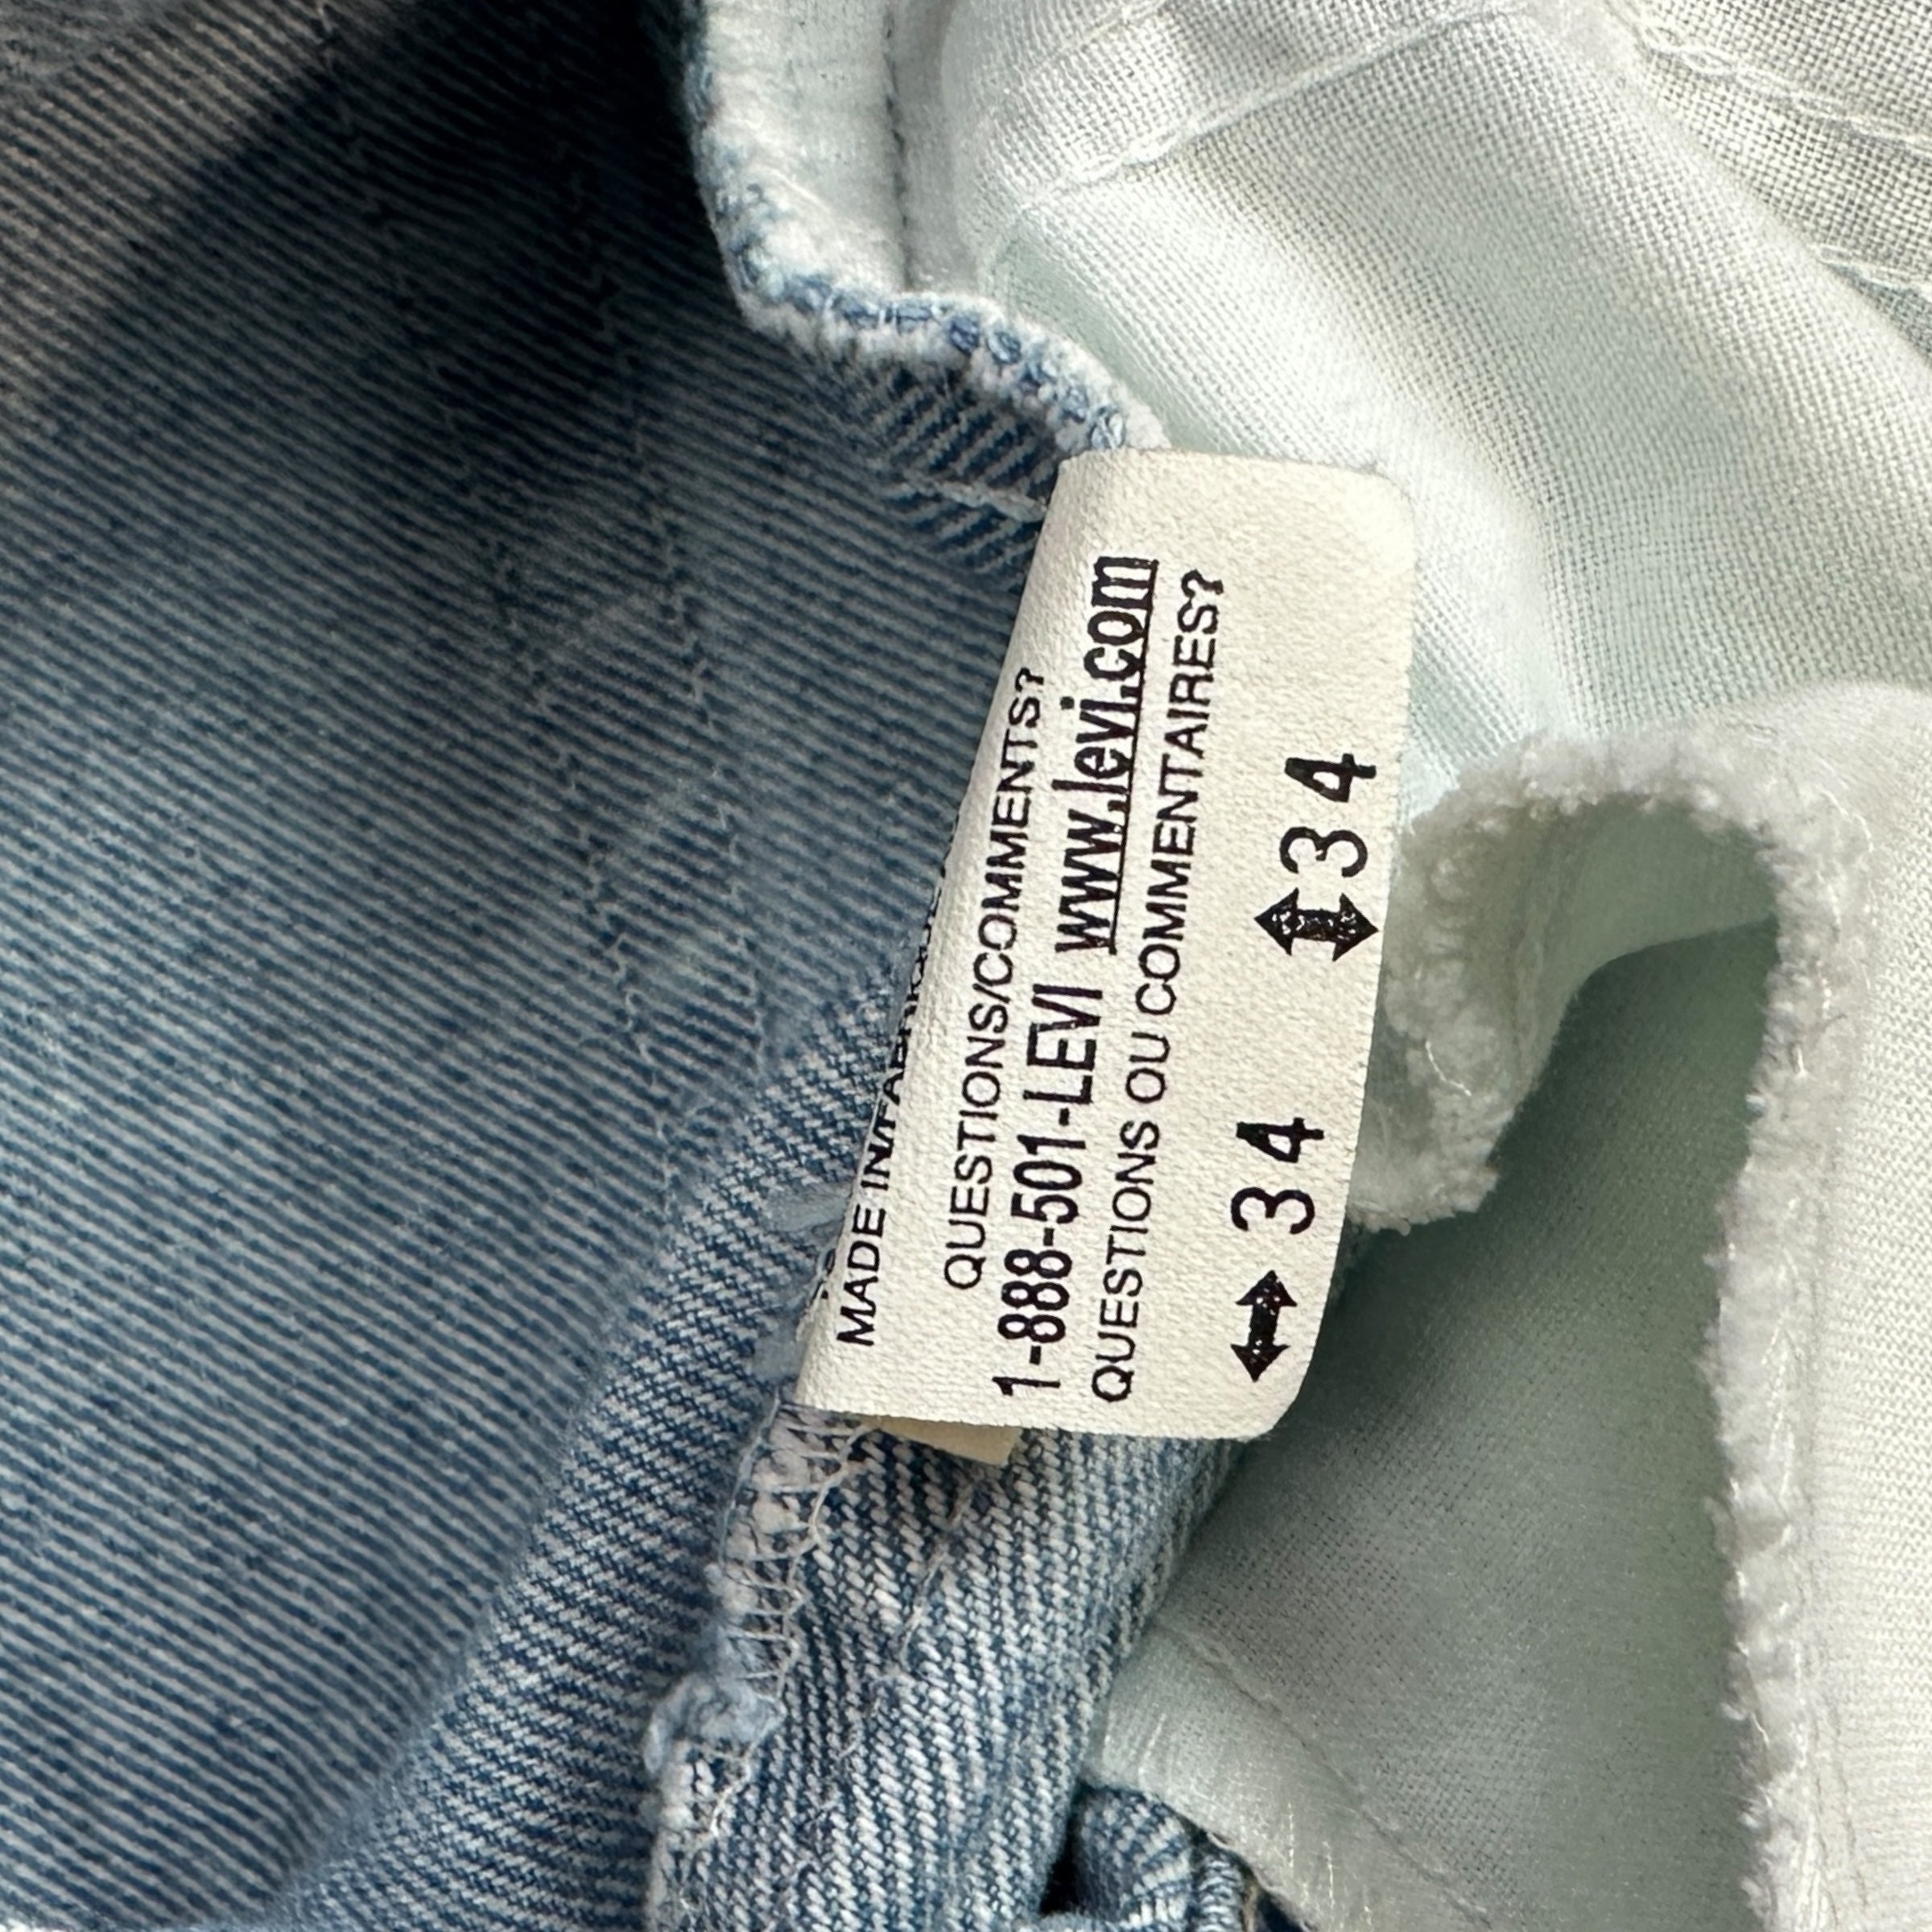 MADE IN/FABRIQUÉ
QUESTIONS/COMMENTS?
1-888-501-LEVI www.levi.com
QUESTIONS OU COMMENTAIRES?
↔ 34 ↕34